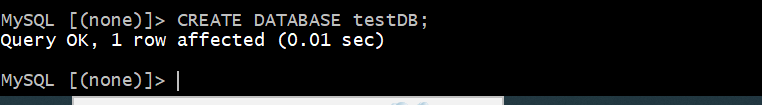 MySQL [(none)]> CREATE DATABASE testDB;
Query OK, 1 row affected (0.01 sec)
MySQL [(none)]>